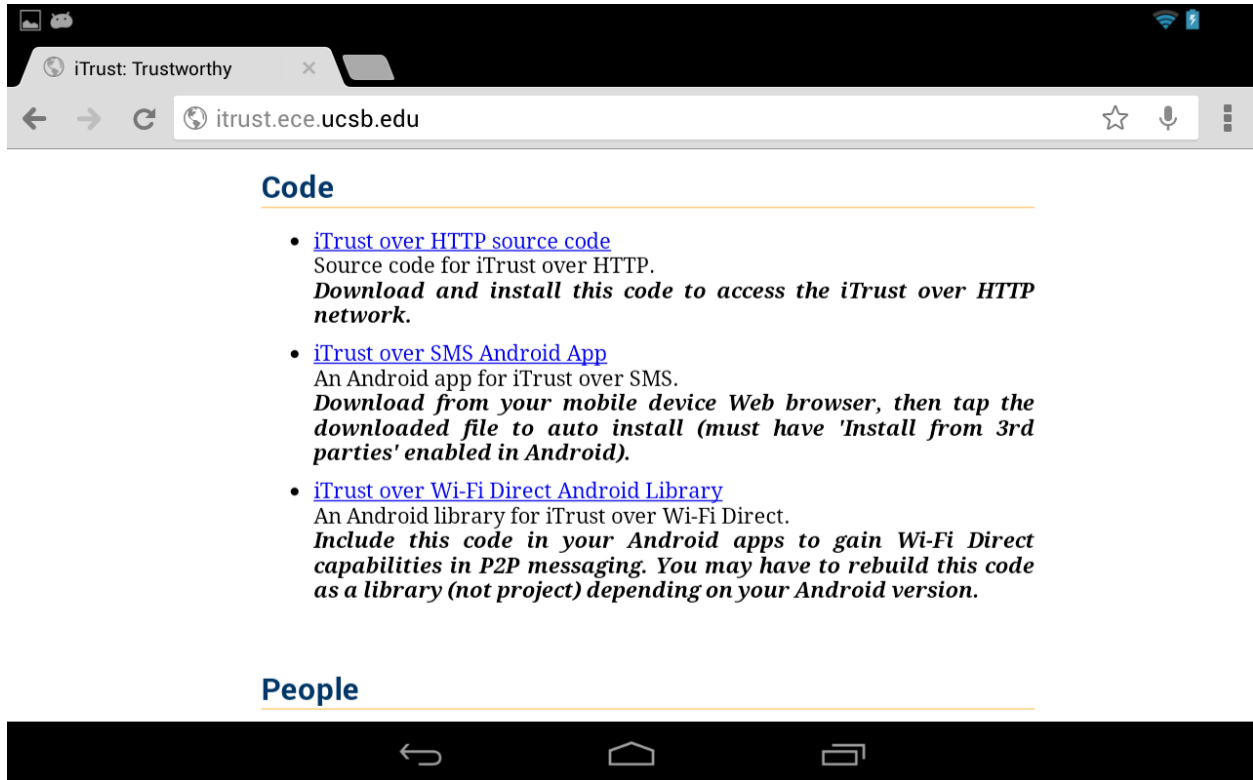 iTrust: Trustworthy
itrust.ece.ucsb.edu
Code
iTrust over HTTP source code
Source code for iTrust over HTTP.
Download and install this code to access the iTrust over HTTP
network.
iTrust over SMS Android App
An Android app for iTrust over SMS.
Download from your mobile device Web browser, then tap the
downloaded file to auto install (must have 'Install from 3rd
parties' enabled in Android).
iTrust over Wi-Fi Direct Android Library
An Android library for iTrust over Wi-Fi Direct.
Include this code in your Android apps to gain Wi-Fi Direct
capabilities in P2P messaging. You may have to rebuild this code
as a library (not project) depending on your Android version.
People